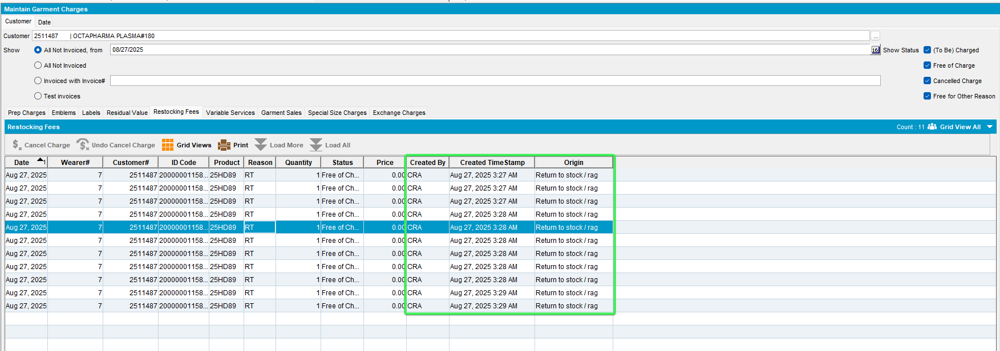 Maintain Garment Charges
Customer Date
Customer 2511487 | OCTAPHARMA PLASMA#180 ...
Show All Not Invoiced, from 08/27/2025 16 Show Status (To Be) Charged
All Not Invoiced Free of Charge
Invoiced with Invoice# Cancelled Charge
Test invoices Free for Other Reason
Prep Charges Emblems Labels Residual Value Restocking Fees Variable Services Garment Sales Special Size Charges Exchange Charges
Restocking Fees Count : 11 Grid View All
Cancel Charge Undo Cancel Charge Grid Views Print Load More Load All
Date 1 Wearer# Customer# ID Code Product Reason Quantity Status Price Created By Created TimeStamp Origin
Aug 27, 2025 7 2511487 20000001158... 25HD89 RT 1 Free of Ch... 0.00 CRA Aug 27, 2025 3:27 AM Return to stock / rag
Aug 27, 2025 7 2511487 20000001158... 25HD89 RT 1 Free of Ch... 0.00 CRA Aug 27, 2025 3:27 AM Return to stock / rag
Aug 27, 2025 7 2511487 20000001158... 25HD89 RT 1 Free of Ch... 0.00 CRA Aug 27, 2025 3:27 AM Return to stock / rag
Aug 27, 2025 7 2511487 20000001158... 25HD89 RT 1 Free of Ch... 0.00 CRA Aug 27, 2025 3:28 AM Return to stock / rag
Aug 27, 2025 7 2511487 20000001158... 25HD89 RT 1 Free of Ch... 0.00 CRA Aug 27, 2025 3:28 AM Return to stock / rag
Aug 27, 2025 7 2511487 20000001158... 25HD89 RT 1 Free of Ch... 0.00 CRA Aug 27, 2025 3:28 AM Return to stock / rag
Aug 27, 2025 7 2511487 20000001158... 25HD89 RT 1 Free of Ch... 0.00 CRA Aug 27, 2025 3:28 AM Return to stock / rag
Aug 27, 2025 7 2511487 20000001158... 25HD89 RT 1 Free of Ch... 0.00 CRA Aug 27, 2025 3:28 AM Return to stock / rag
Aug 27, 2025 7 2511487 20000001158... 25HD89 RT 1 Free of Ch... 0.00 CRA Aug 27, 2025 3:28 AM Return to stock / rag
Aug 27, 2025 7 2511487 20000001158... 25HD89 RT 1 Free of Ch... 0.00 CRA Aug 27, 2025 3:29 AM Return to stock / rag
Aug 27, 2025 7 2511487 20000001158... 25HD89 RT 1 Free of Ch... 0.00 CRA Aug 27, 2025 3:29 AM Return to stock / rag